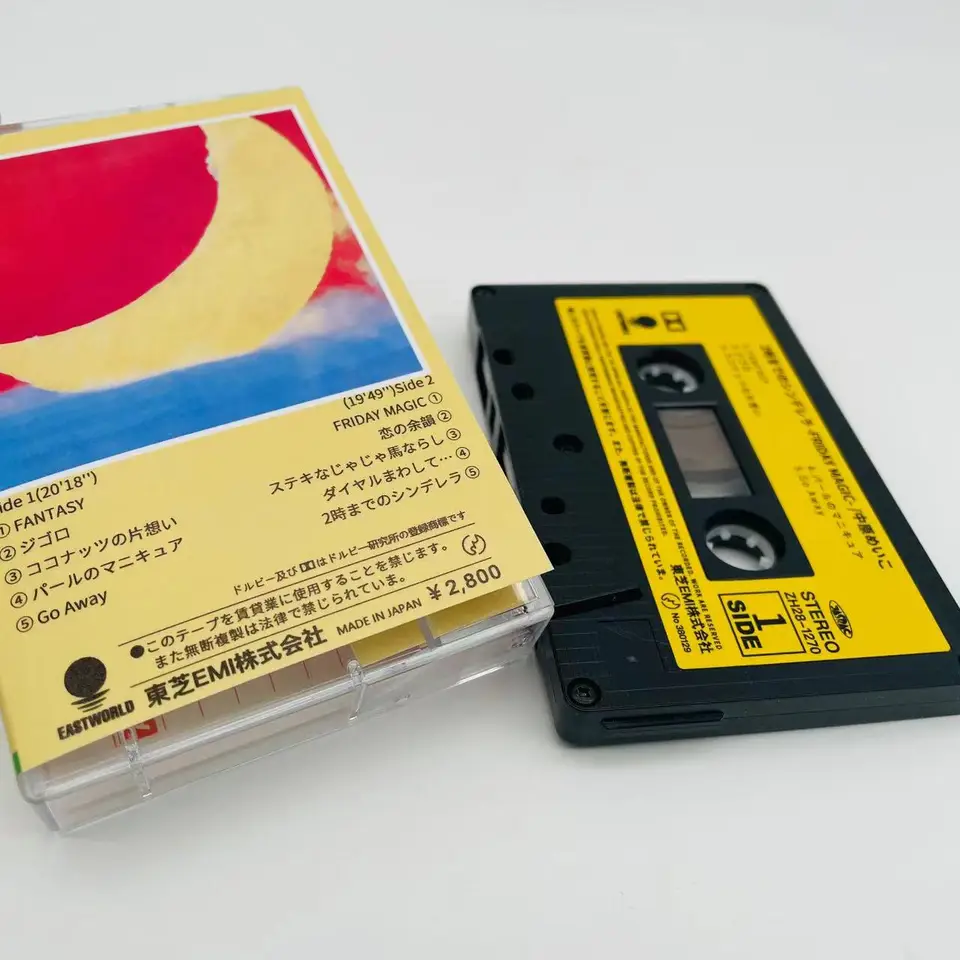 ide 1(20'18")
① FANTASY
② ジゴロ
③ ココナッツの片想い
④ パールのマニキュア
⑤ Go Away
(19'49")Side 2
FRIDAY MAGIC ①
恋の余韻 ②
ステキなじゃじゃ馬ならし ③
ダイヤルまわして… ④
2時までのシンデレラ ⑤
ドルビー及び はドルビー研究所の登録商標です
●このテープを賃貸業に使用することを禁じます。
また無断複製は法律で禁じられています。
MADE IN JAPAN ¥2,800
EASTWORLD
東芝EMI株式会社
2時までのシンデレラ -FRIDAY MAGIC-/中原めいこ
4. パールのマニキュア
5. GO AWAY
STEREO
ZH28-1270
1
SIDE
東芝EMI株式会社
No 380129